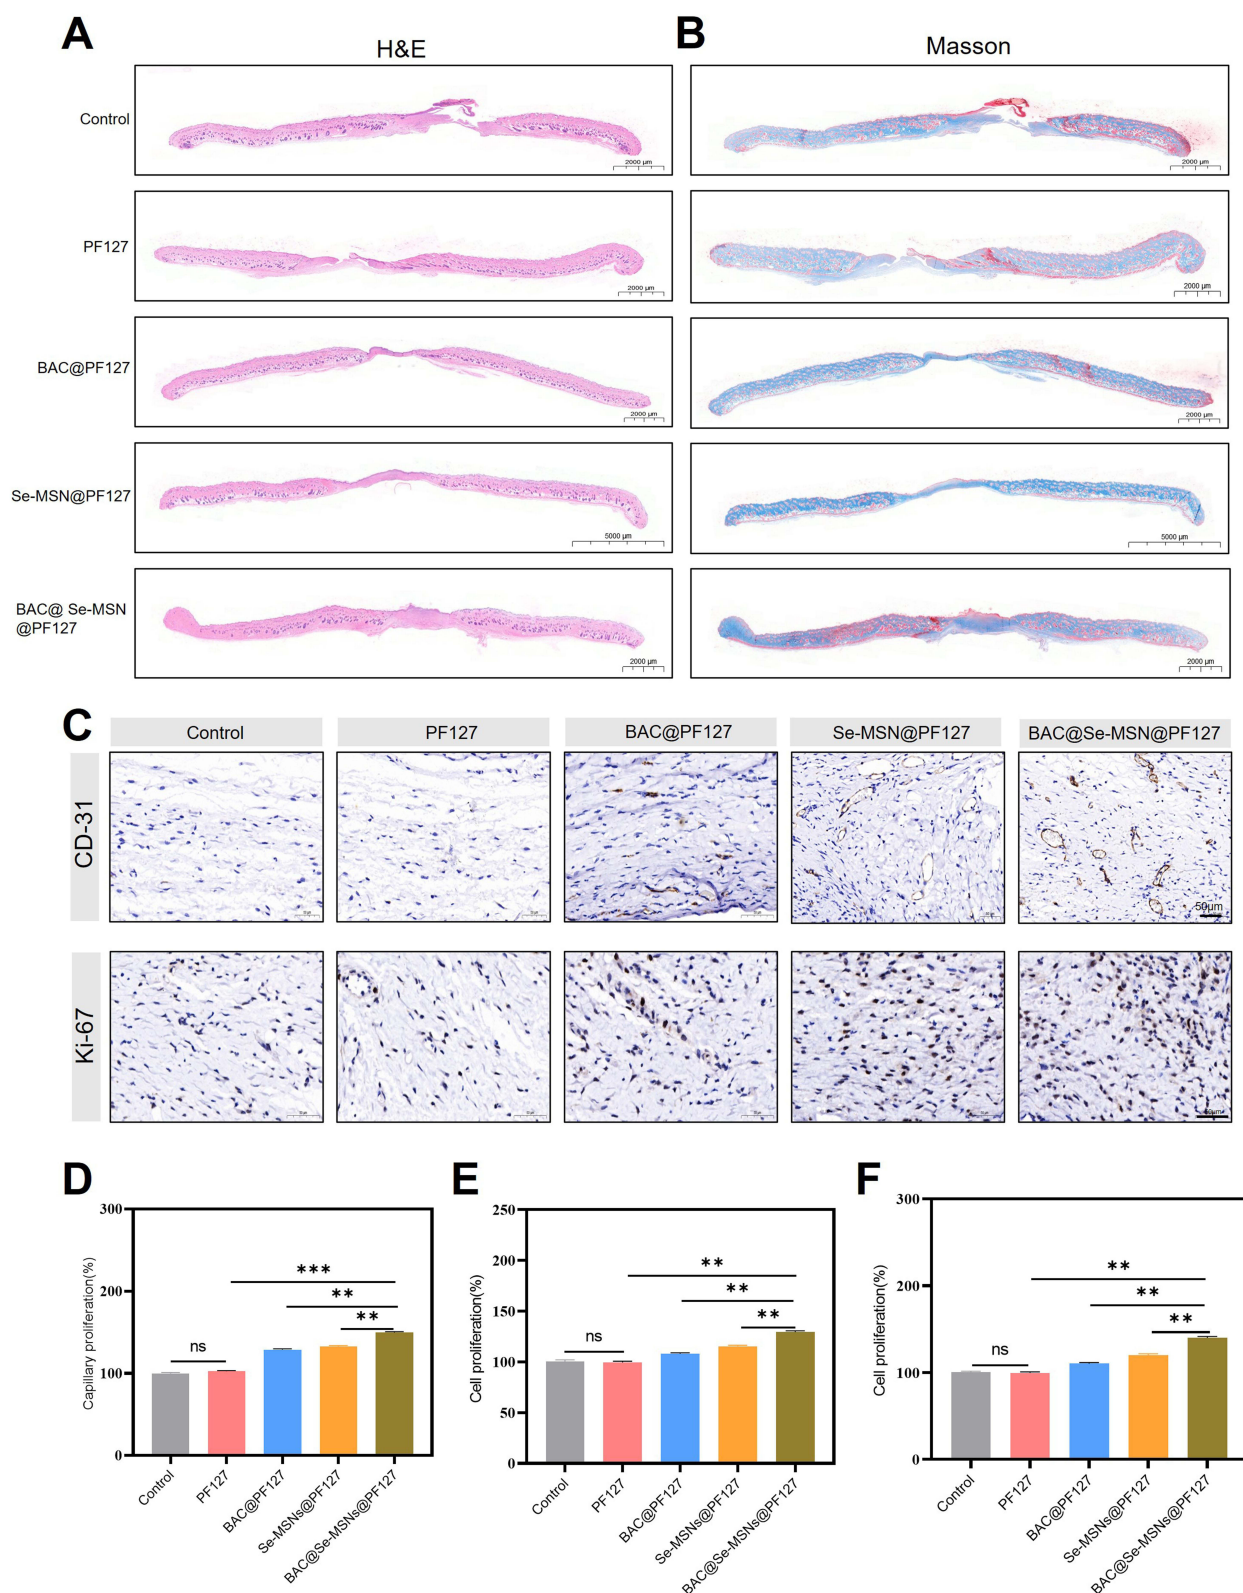 A
H&E
B
Masson
Control
2000 µm
2000 µm
PF127
2000 µm
2000 µm
BAC@PF127
2000 µm
2000 µm
Se-MSN@PF127
5000 µm
5000 µm
BAC@ Se-MSN
@PF127
2000 µm
2000 µm
C
Control
PF127
BAC@PF127
Se-MSN@PF127
BAC@Se-MSN@PF127
CD-31
50µm
Ki-67
50µm
D
Capillary proliferation(%)
300
200
100
0
ns
**
**
***
Control
PF127
BAC@PF127
Se-MSNs@PF127
BAC@Se-MSNs@PF127
E
Cell proliferation(%)
250
200
150
100
50
0
ns
**
**
**
Control
PF127
BAC@PF127
Se-MSNs@PF127
BAC@Se-MSNs@PF127
F
Cell proliferation(%)
300
200
100
0
ns
**
**
**
Control
PF127
BAC@PF127
Se-MSNs@PF127
BAC@Se-MSNs@PF127